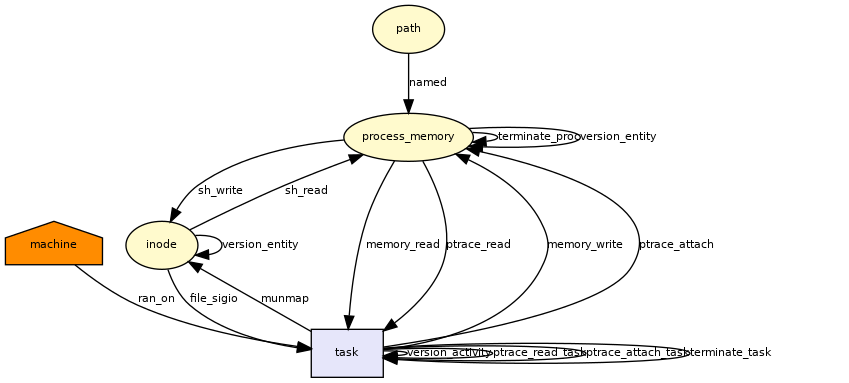 path
named
process_memory
terminate_proc
version_entity
sh_write
sh_read
machine
inode
version_entity
memory_read
ptrace_read
memory_write
ptrace_attach
ran_on
file_sigio
munmap
task
version_activity
ptrace_read_task
ptrace_attach_task
terminate_task